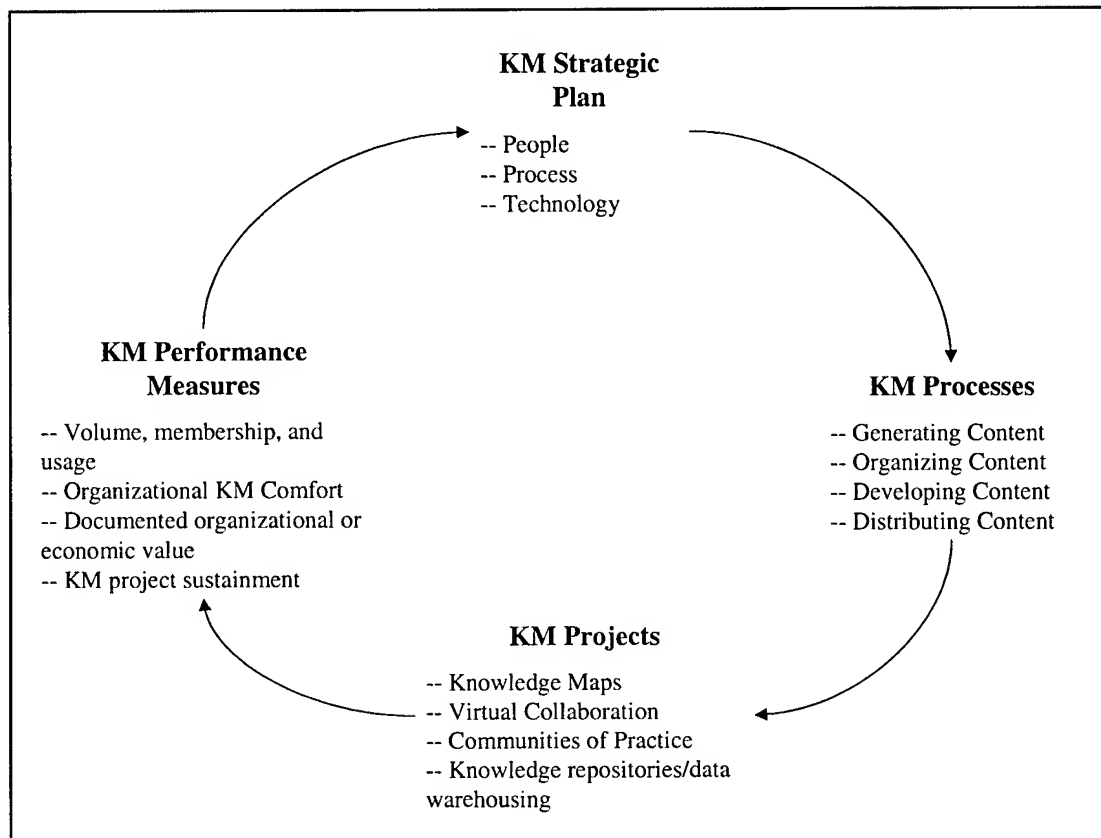 KM Strategic
Plan
-- People
-- Process
-- Technology
KM Performance
Measures
-- Volume, membership, and
usage
-- Organizational KM Comfort
-- Documented organizational or
economic value
-- KM project sustainment
KM Processes
-- Generating Content
-- Organizing Content
-- Developing Content
-- Distributing Content
KM Projects
-- Knowledge Maps
-- Virtual Collaboration
-- Communities of Practice
-- Knowledge repositories/data
warehousing